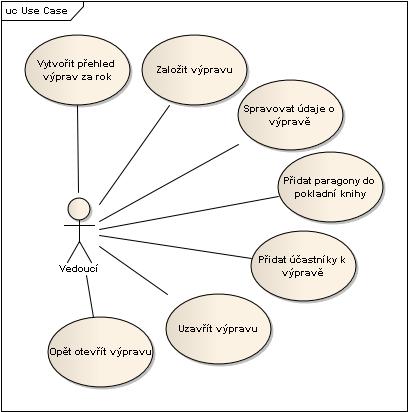 uc Use Case
Vytvořit přehled
výprav za rok
Založit výpravu
Spravovat údaje o
výpravě
Přidat paragony do
pokladní knihy
Vedoucí
Přidat účastníky k
výpravě
Uzavřít výpravu
Opět otevřít výpravu